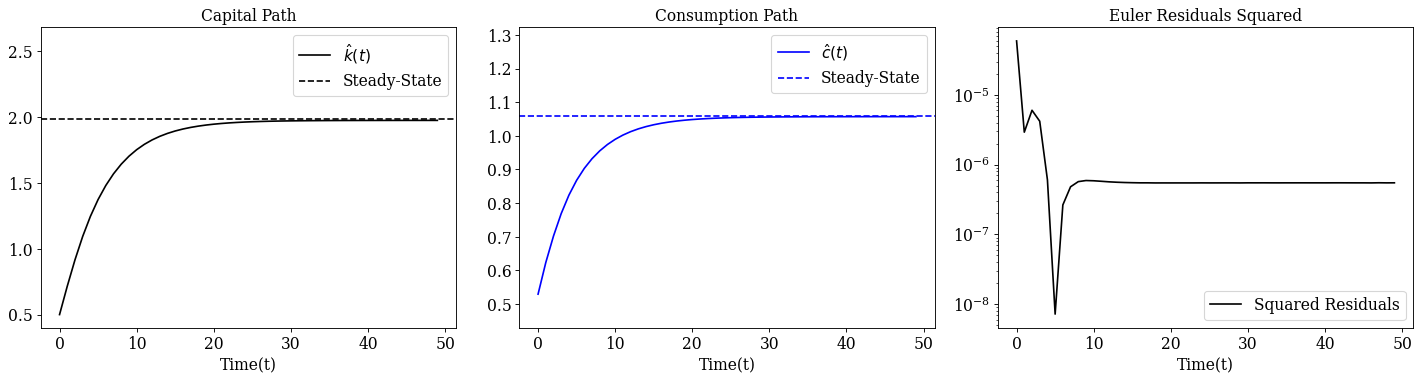 Capital Path
2.5
2.0
1.5
1.0
0.5
k̂(t)
Steady-State
0 10 20 30 40 50
Time(t)
Consumption Path
1.3
1.2
1.1
1.0
0.9
0.8
0.7
0.6
0.5
ĉ(t)
Steady-State
0 10 20 30 40 50
Time(t)
Euler Residuals Squared
10⁻⁵
10⁻⁶
10⁻⁷
10⁻⁸
Squared Residuals
0 10 20 30 40 50
Time(t)